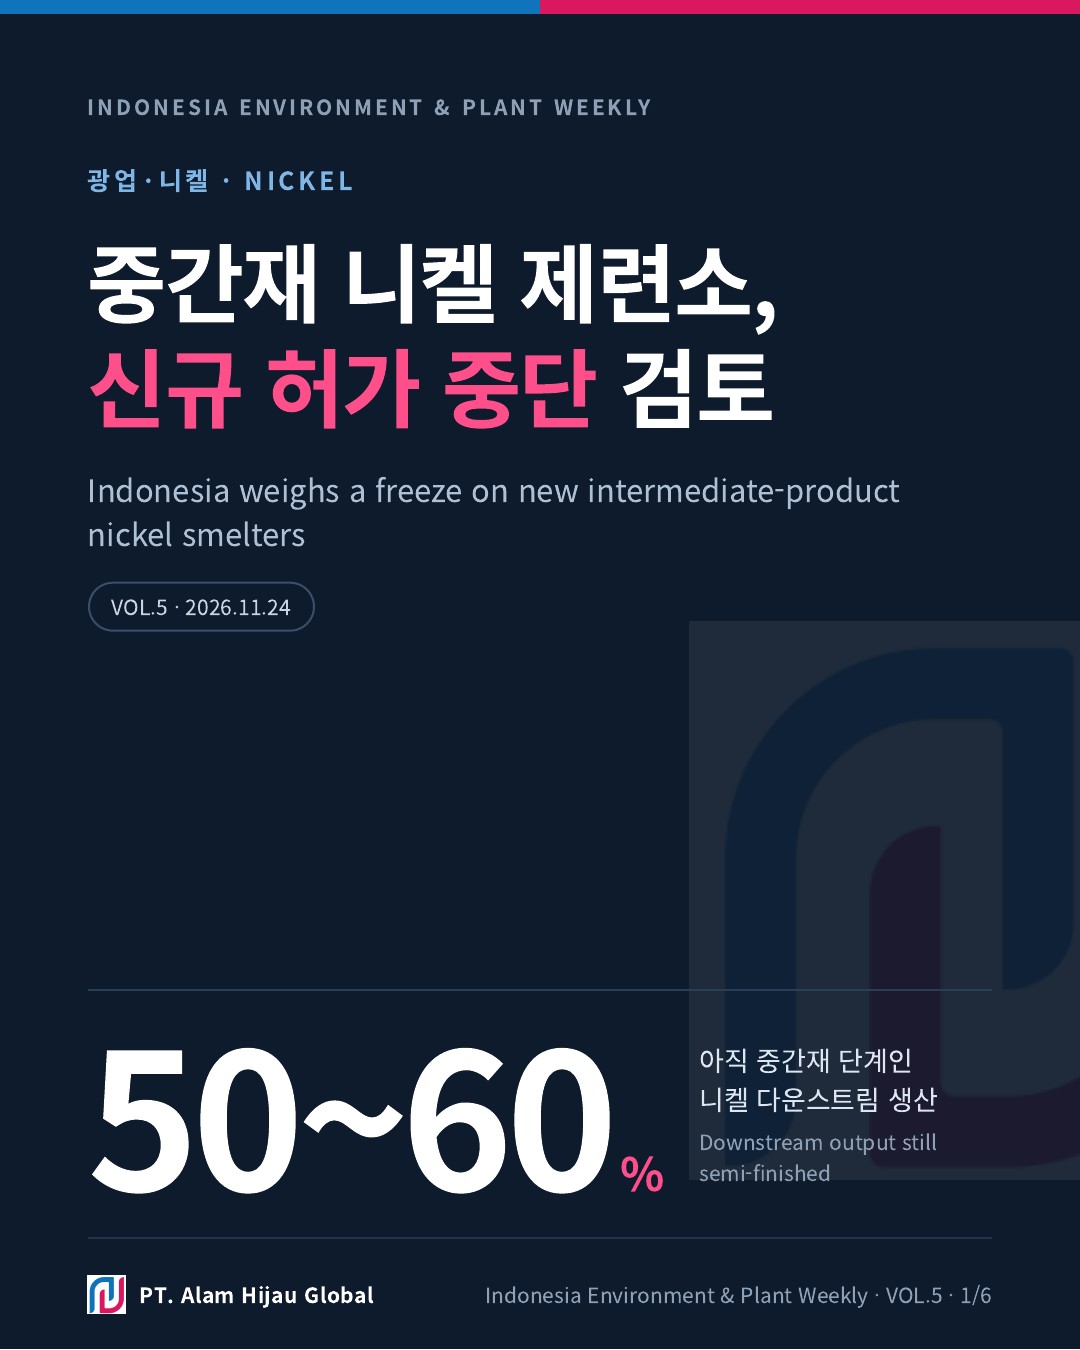 INDONESIA ENVIRONMENT & PLANT WEEKLY
광업·니켈 · NICKEL
중간재 니켈 제련소,
신규 허가 중단 검토
Indonesia weighs a freeze on new intermediate-product
nickel smelters
VOL.5 · 2026.11.24
50~60%
아직 중간재 단계인
니켈 다운스트림 생산
Downstream output still
semi-finished
PT. Alam Hijau Global
Indonesia Environment & Plant Weekly · VOL.5 · 1/6